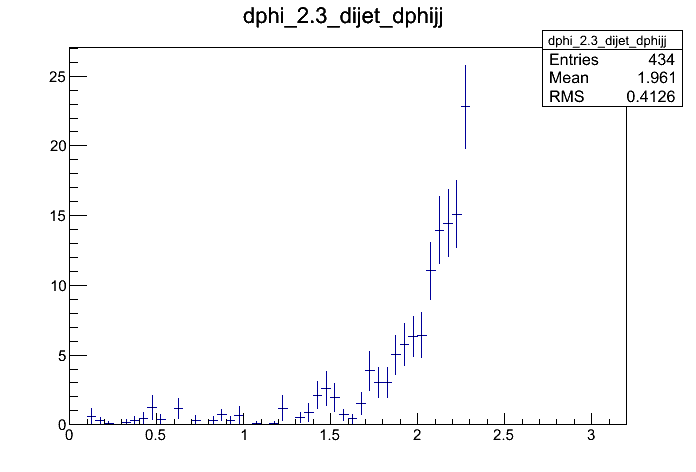 dphi_2.3_dijet_dphijj
dphi_2.3_dijet_dphijj
Entries 434
Mean 1.961
RMS 0.4126
25
20
15
10
5
0
0 0.5 1 1.5 2 2.5 3